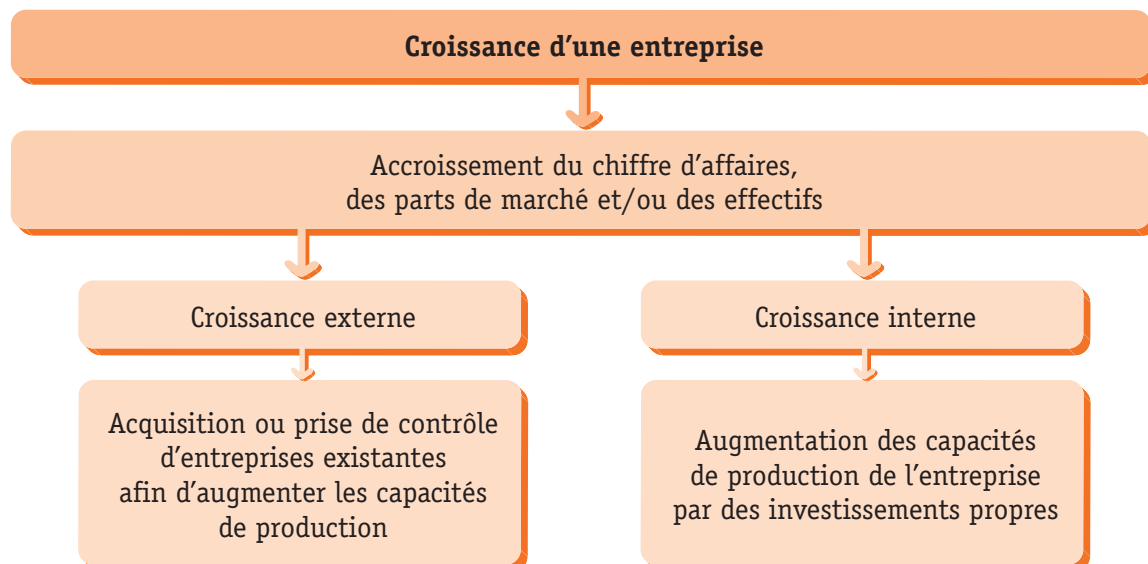 Croissance d'une entreprise
Accroissement du chiffre d'affaires,
des parts de marché et/ou des effectifs
Croissance externe
Croissance interne
Acquisition ou prise de contrôle
d'entreprises existantes
afin d'augmenter les capacités
de production
Augmentation des capacités
de production de l'entreprise
par des investissements propres